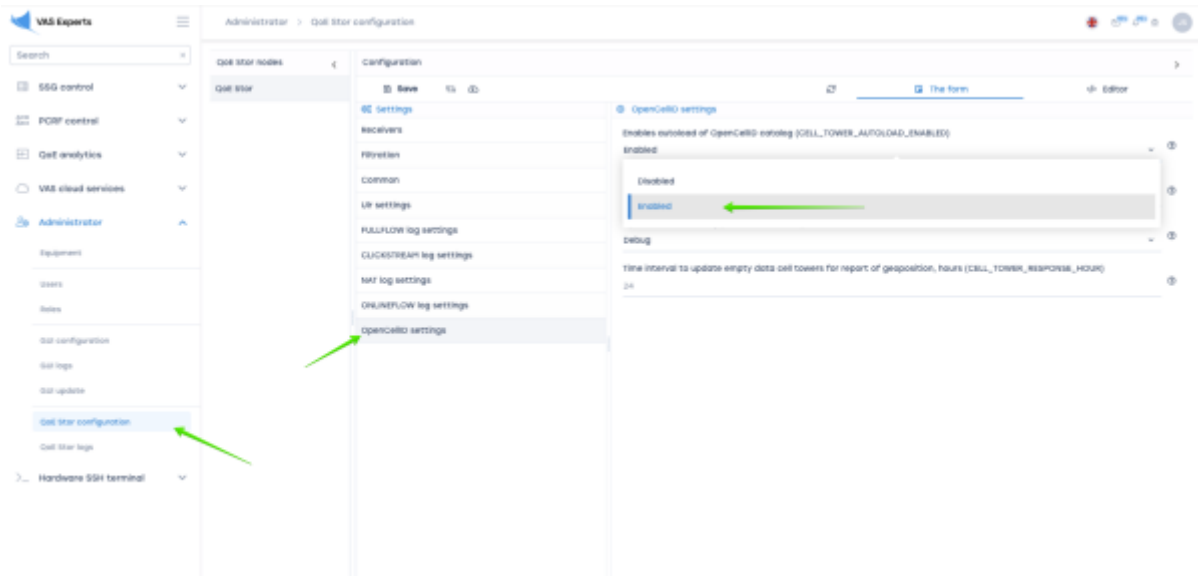 VAS Experts
Administrator > QoE Stor configuration
Search
SSG control
PCRF control
QoE analytics
VAS cloud services
Administrator
Equipment
Users
Roles
GUI configuration
GUI logs
GUI update
QoE Stor configuration
QoE Stor logs
Hardware SSH terminal
QoE Stor nodes
QoE Stor
Configuration
Save
The form
Editor
Settings
Receivers
Filtration
Common
Ulr settings
FULLFLOW log settings
CLICKSTREAM log settings
NAT log settings
ONLINEFLOW log settings
OpenCellID settings
OpenCellID settings
Enables autoload of OpenCellID catalog (CELL_TOWER_AUTOLOAD_ENABLED)
Enabled
Disabled
Enabled
Debug
Time interval to update empty data cell towers for report of geoposition, hours (CELL_TOWER_RESPONSE_HOUR)
24